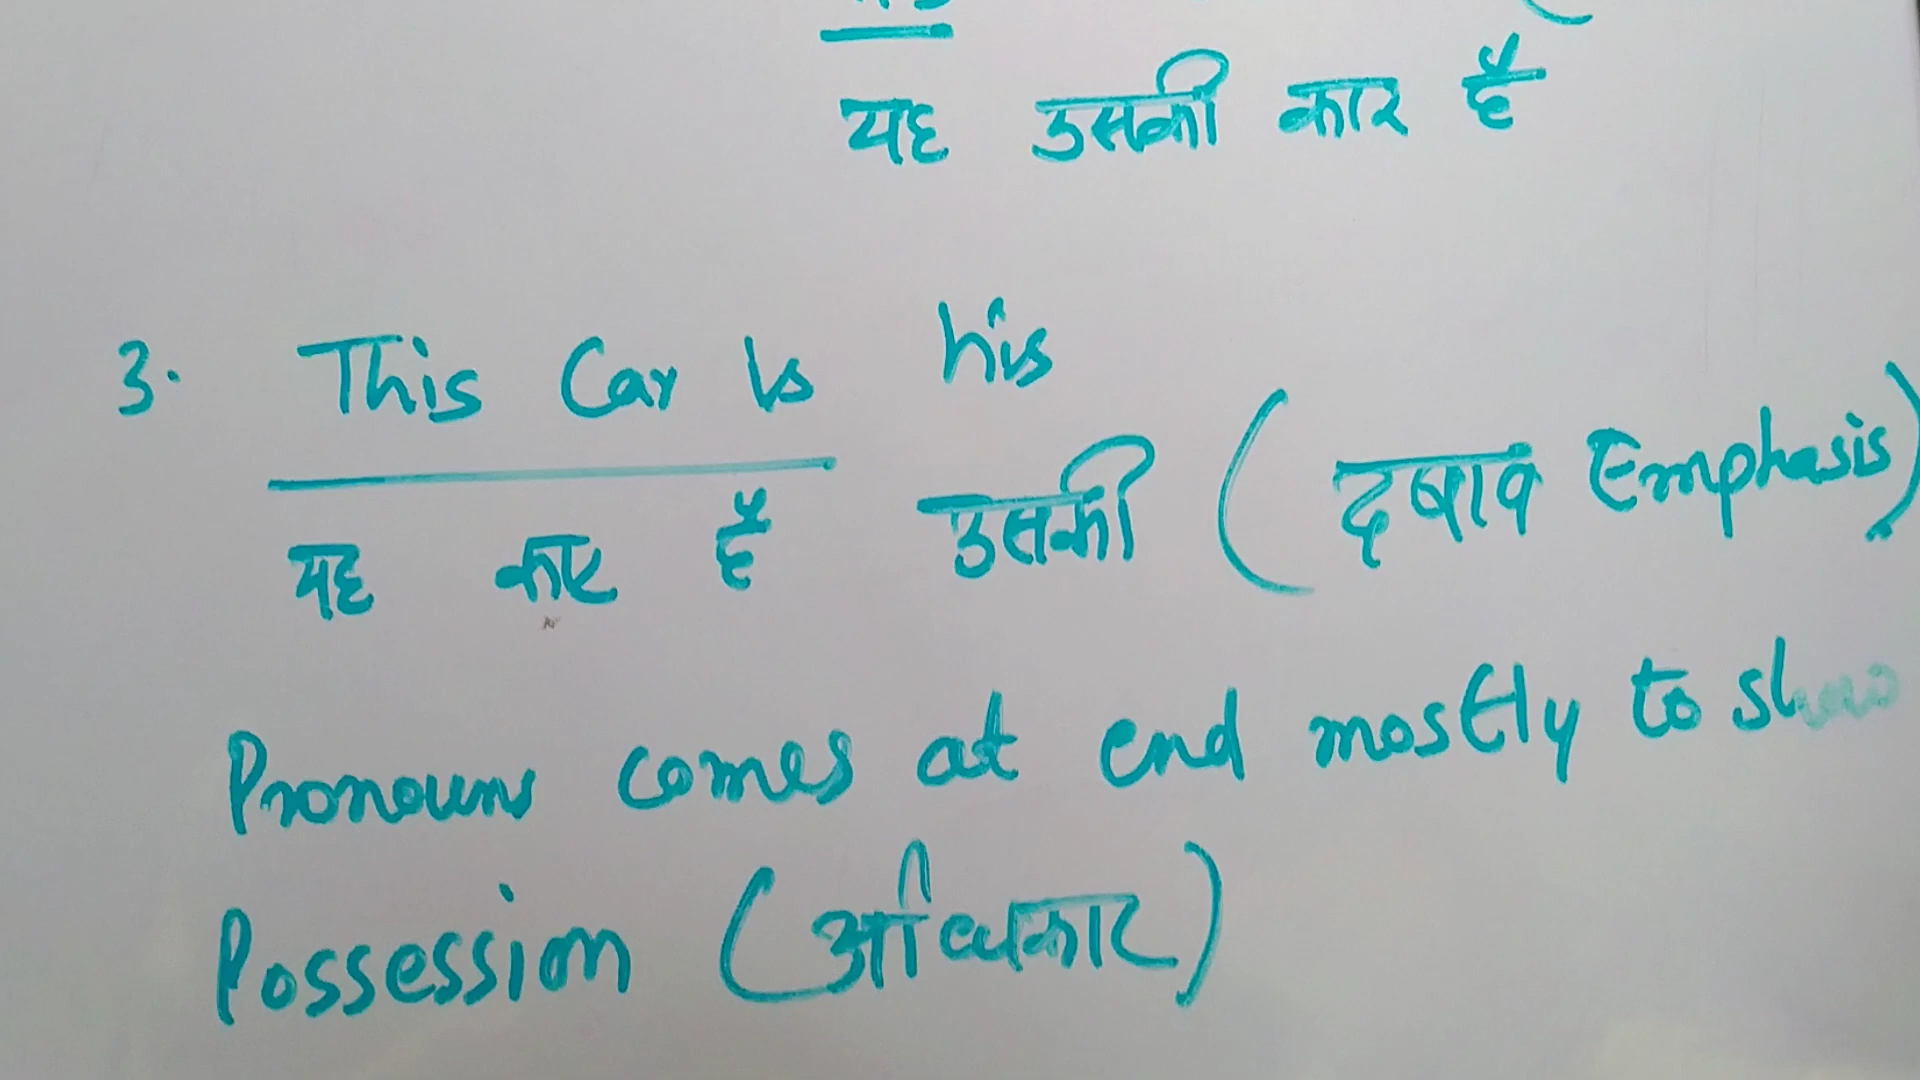 यह उसकी कार है
3. This Car is his
यह कार है उसकी (दबाव Emphasis)
Pronouns comes at end mostly to show
Possession (अधिकार)